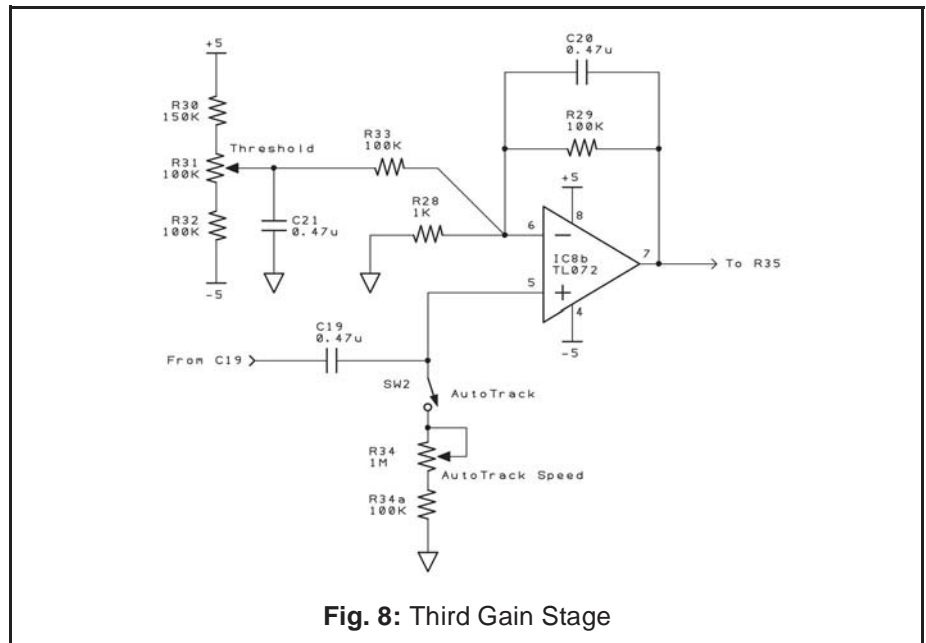 +5
R30
150K
R31
100K
Threshold
R32
100K
-5
C21
0.47u
R33
100K
R28
1K
C20
0.47u
R29
100K
+5
8
6
IC8b
TL072
7
To R35
5
4
-5
C19
0.47u
From C19
SW2
AutoTrack
R34
1M
AutoTrack Speed
R34a
100K
Fig. 8: Third Gain Stage